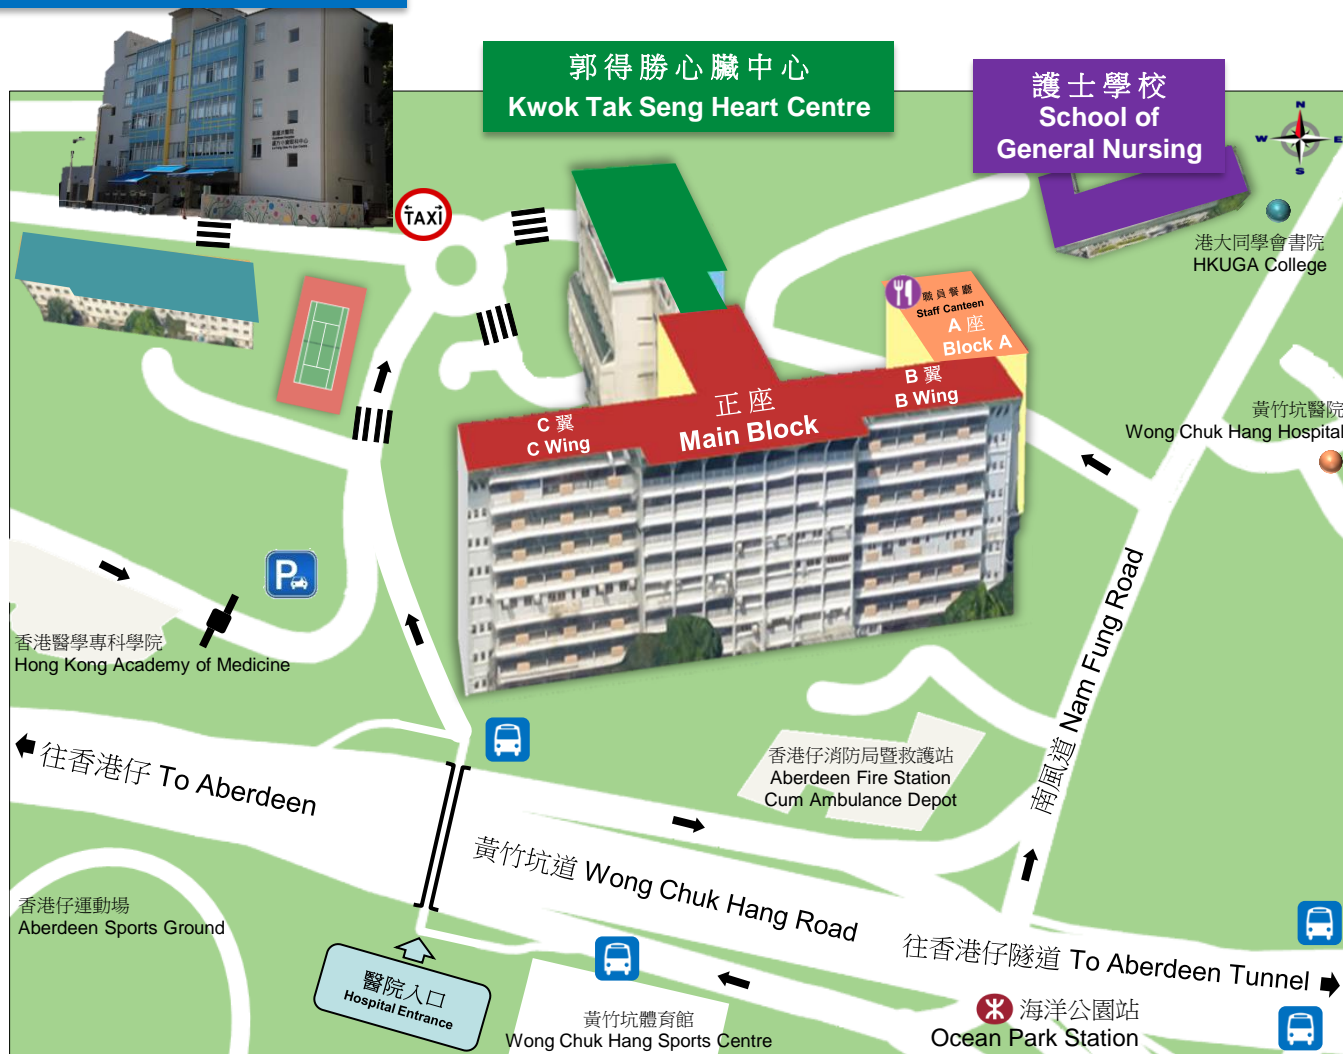 郭得勝心臟中心
Kwok Tak Seng Heart Centre
護士學校
School of
General Nursing
N
W
E
S
TAXI
港大同學會書院
HKUGA College
職員餐廳
Staff Canteen
A 座
Block A
B 翼
B Wing
正座
Main Block
C 翼
C Wing
黃竹坑醫院
Wong Chuk Hang Hospital
P
香港醫學專科學院
Hong Kong Academy of Medicine
南風道 Nam Fung Road
往香港仔 To Aberdeen
香港仔消防局暨救護站
Aberdeen Fire Station
Cum Ambulance Depot
黃竹坑道 Wong Chuk Hang Road
香港仔運動場
Aberdeen Sports Ground
往香港仔隧道 To Aberdeen Tunnel
醫院入口
Hospital Entrance
黃竹坑體育館
Wong Chuk Hang Sports Centre
海洋公園站
Ocean Park Station